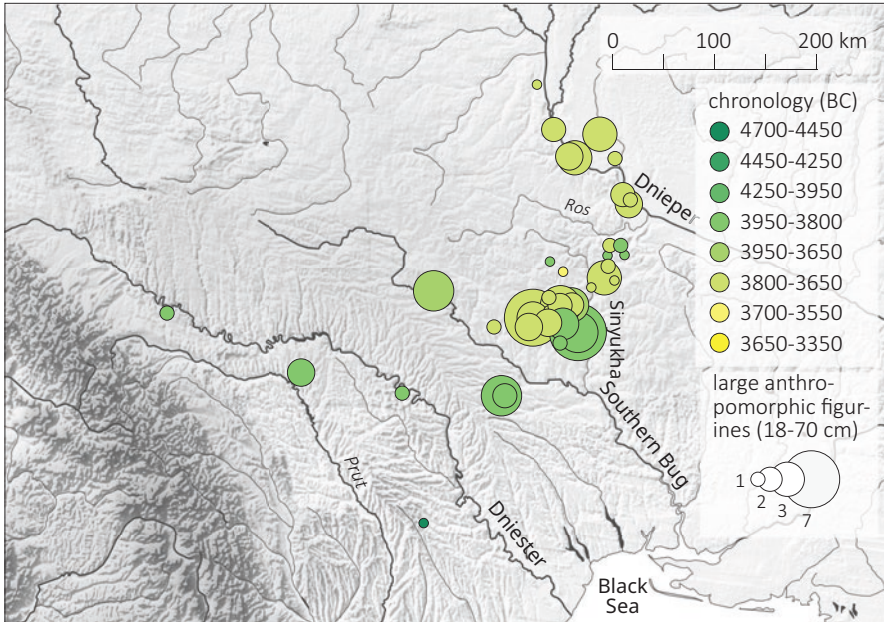 0 100 200 km
chronology (BC)
4700-4450
4450-4250
4250-3950
3950-3800
3950-3650
3800-3650
3700-3550
3650-3350
large anthro-
pomorphic figur-
ines (18-70 cm)
1
2
3
7
Dnieper
Ros
Sinyukha
Southern Bug
Prut
Dniester
Black
Sea